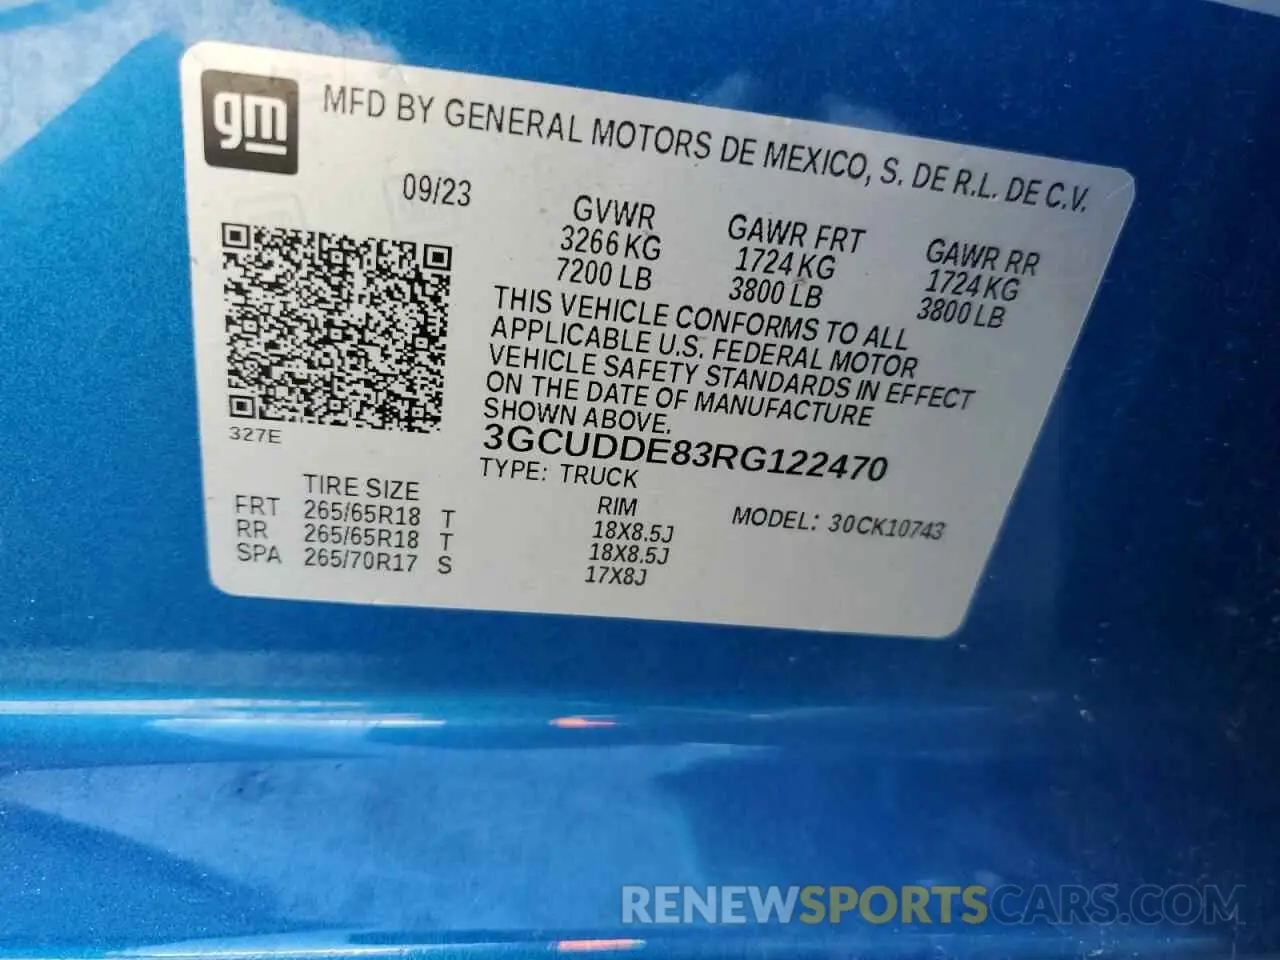 gm
MFD BY GENERAL MOTORS DE MEXICO, S. DE R.L. DE C.V.
09/23
GVWR
3266 KG
7200 LB
GAWR FRT
1724 KG
3800 LB
GAWR RR
1724 KG
3800 LB
THIS VEHICLE CONFORMS TO ALL
APPLICABLE U.S. FEDERAL MOTOR
VEHICLE SAFETY STANDARDS IN EFFECT
ON THE DATE OF MANUFACTURE
SHOWN ABOVE.
327E
3GCUDDE83RG122470
TYPE: TRUCK
TIRE SIZE
RIM
MODEL: 30CK10743
FRT 265/65R18 T 18X8.5J
RR 265/65R18 T 18X8.5J
SPA 265/70R17 S 17X8J
RENEWSPORTSCARS.COM